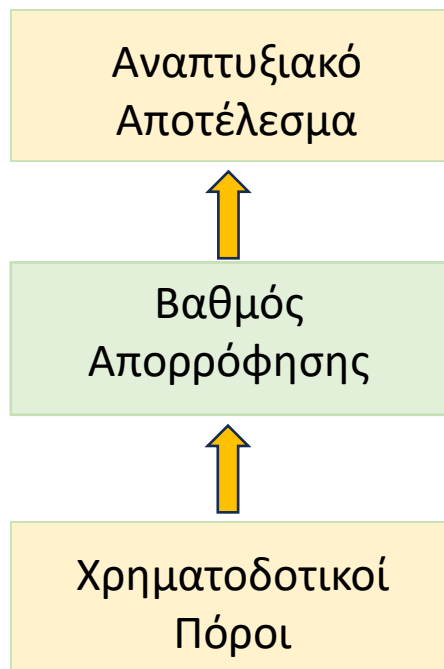 Αναπτυξιακό
Αποτέλεσμα
Βαθμός
Απορρόφησης
Χρηματοδοτικοί
Πόροι